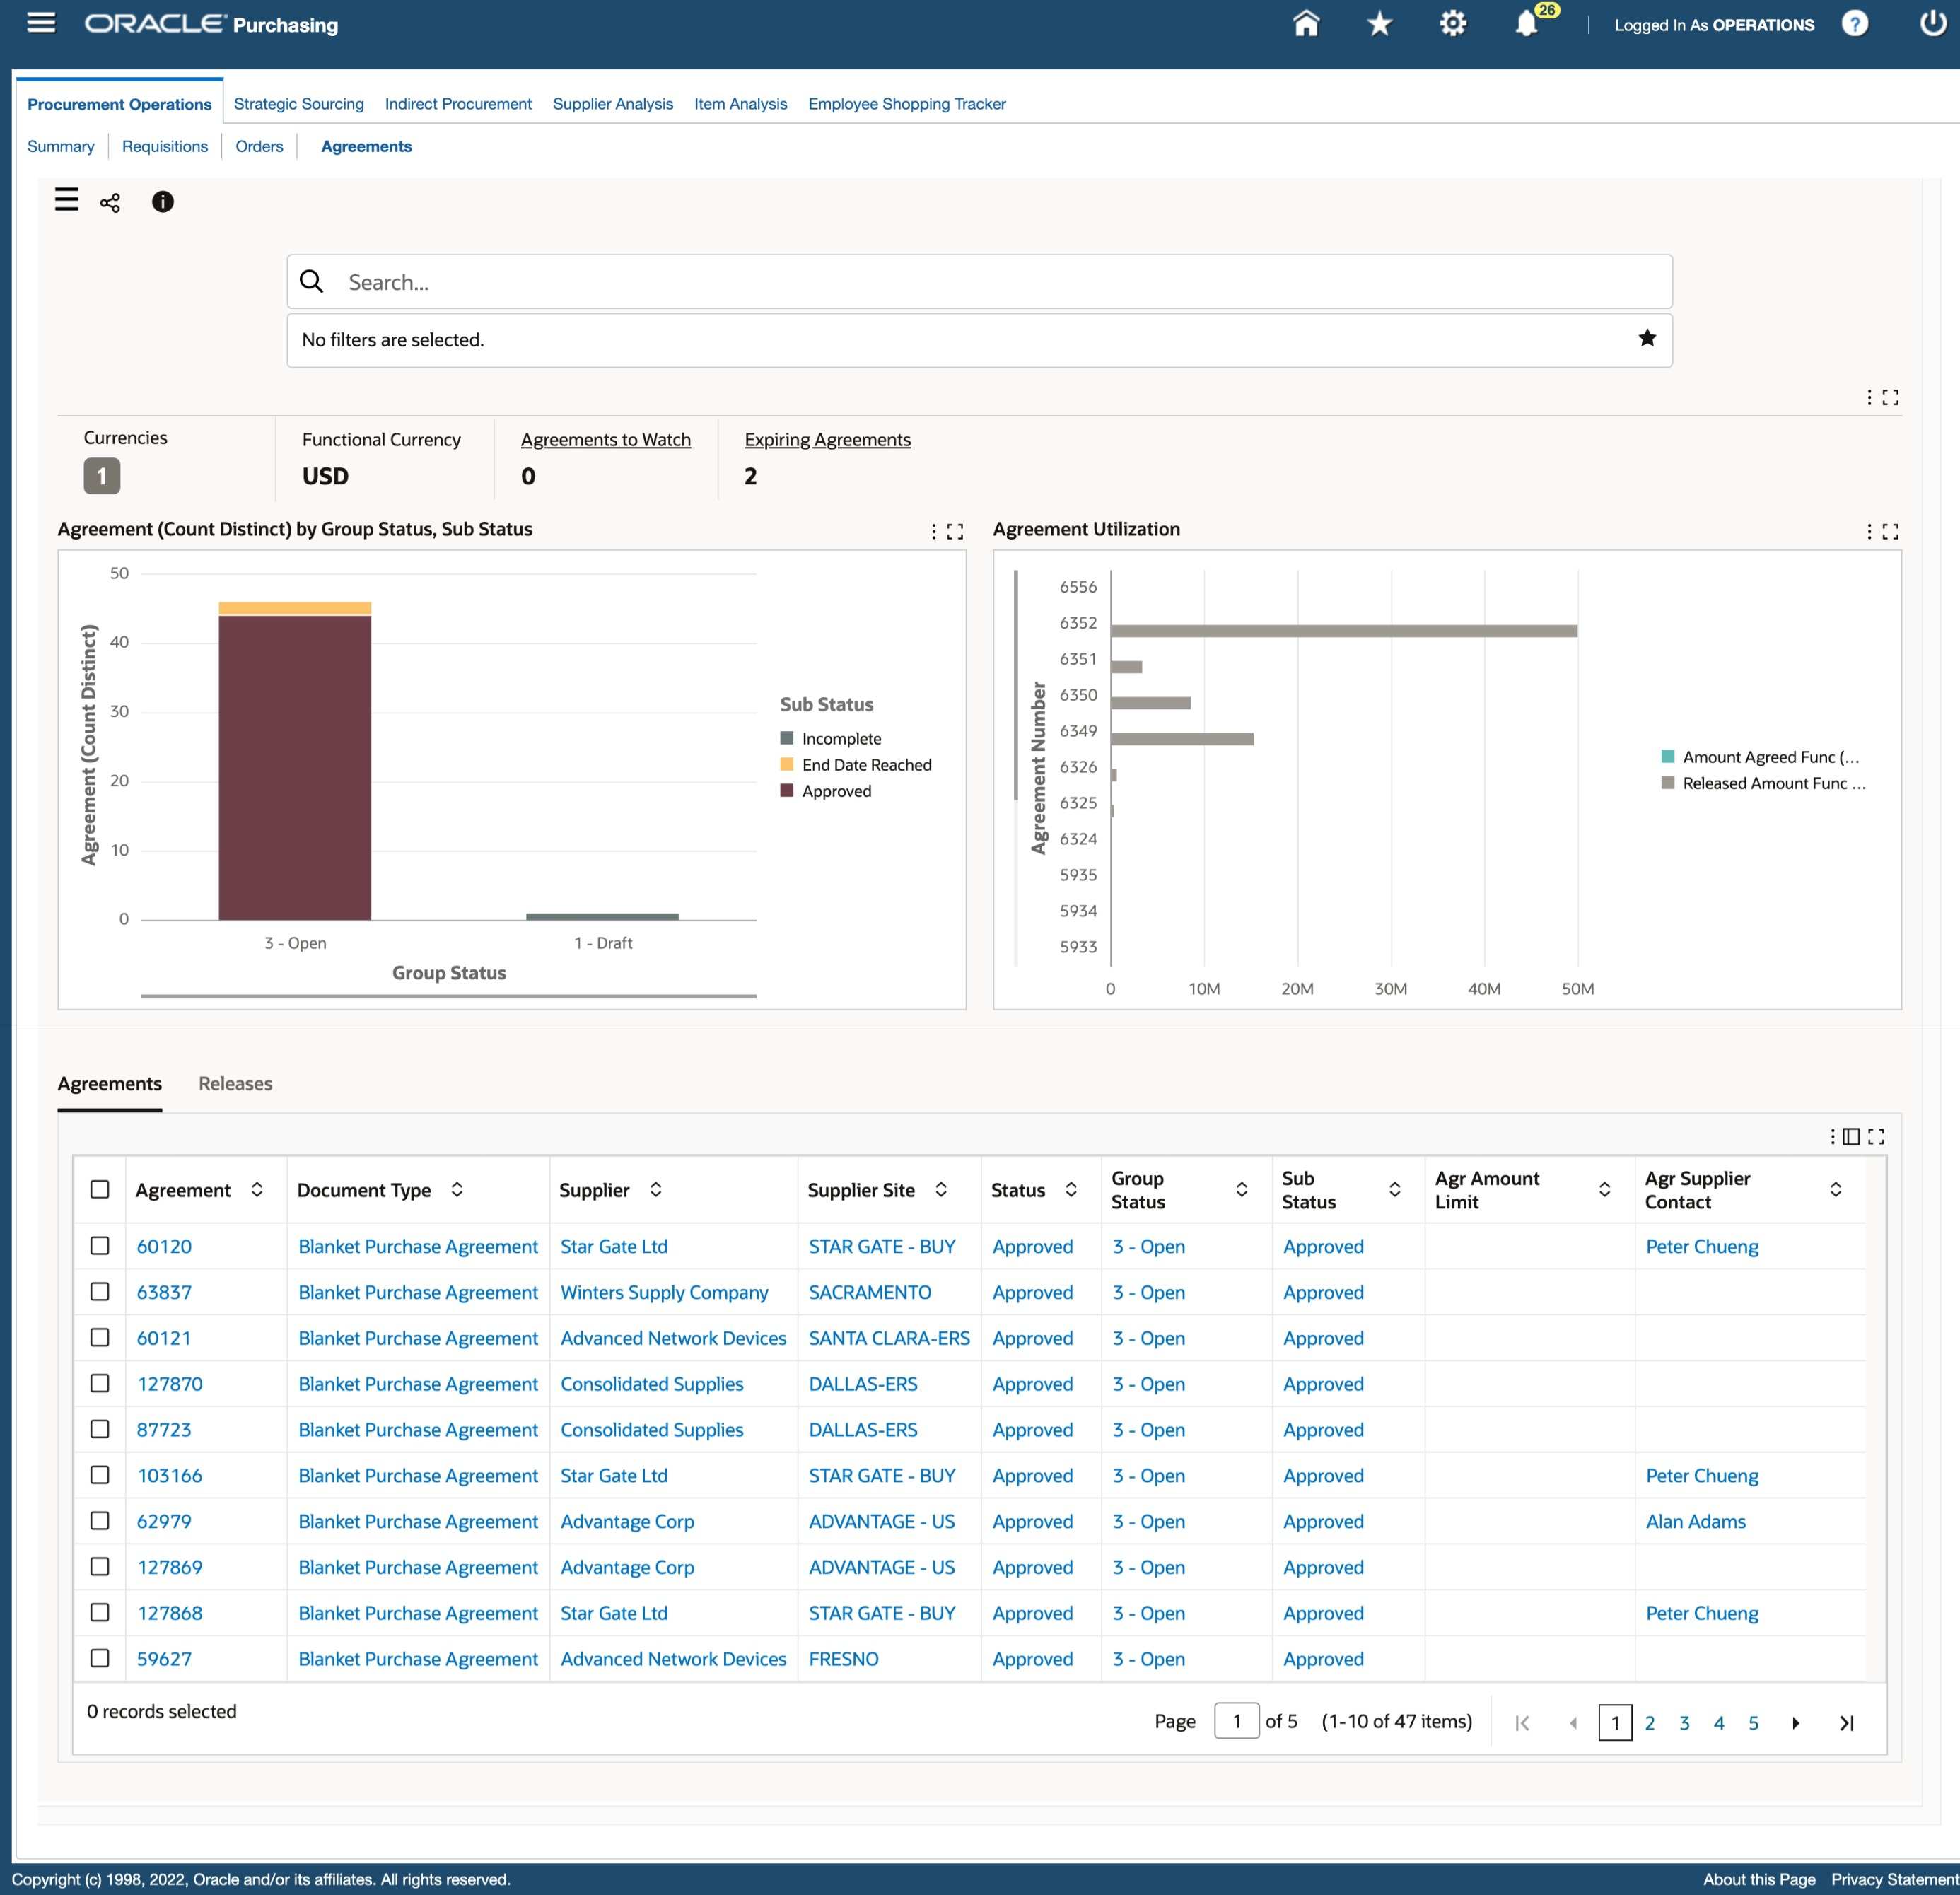 ORACLE Purchasing
26
Logged In As OPERATIONS
?
Procurement Operations
Strategic Sourcing
Indirect Procurement
Supplier Analysis
Item Analysis
Employee Shopping Tracker
Summary
Requisitions
Orders
Agreements
Search...
No filters are selected.
Currencies
1
Functional Currency
USD
Agreements to Watch
0
Expiring Agreements
2
Agreement (Count Distinct) by Group Status, Sub Status
50
40
30
20
10
0
Agreement (Count Distinct)
3 - Open
1 - Draft
Group Status
Sub Status
Incomplete
End Date Reached
Approved
Agreement Utilization
Agreement Number
6556
6352
6351
6350
6349
6326
6325
6324
5935
5934
5933
0 10M 20M 30M 40M 50M
Amount Agreed Func (...
Released Amount Func ...
Agreements
Releases
Agreement Document Type Supplier Supplier Site Status Group Status Sub Status Agr Amount Limit Agr Supplier Contact
60120 Blanket Purchase Agreement Star Gate Ltd STAR GATE - BUY Approved 3 - Open Approved Peter Chueng
63837 Blanket Purchase Agreement Winters Supply Company SACRAMENTO Approved 3 - Open Approved
60121 Blanket Purchase Agreement Advanced Network Devices SANTA CLARA-ERS Approved 3 - Open Approved
127870 Blanket Purchase Agreement Consolidated Supplies DALLAS-ERS Approved 3 - Open Approved
87723 Blanket Purchase Agreement Consolidated Supplies DALLAS-ERS Approved 3 - Open Approved
103166 Blanket Purchase Agreement Star Gate Ltd STAR GATE - BUY Approved 3 - Open Approved Peter Chueng
62979 Blanket Purchase Agreement Advantage Corp ADVANTAGE - US Approved 3 - Open Approved Alan Adams
127869 Blanket Purchase Agreement Advantage Corp ADVANTAGE - US Approved 3 - Open Approved
127868 Blanket Purchase Agreement Star Gate Ltd STAR GATE - BUY Approved 3 - Open Approved Peter Chueng
59627 Blanket Purchase Agreement Advanced Network Devices FRESNO Approved 3 - Open Approved
0 records selected
Page 1 of 5 (1-10 of 47 items) 1 2 3 4 5
Copyright (c) 1998, 2022, Oracle and/or its affiliates. All rights reserved.
About this Page Privacy Statement